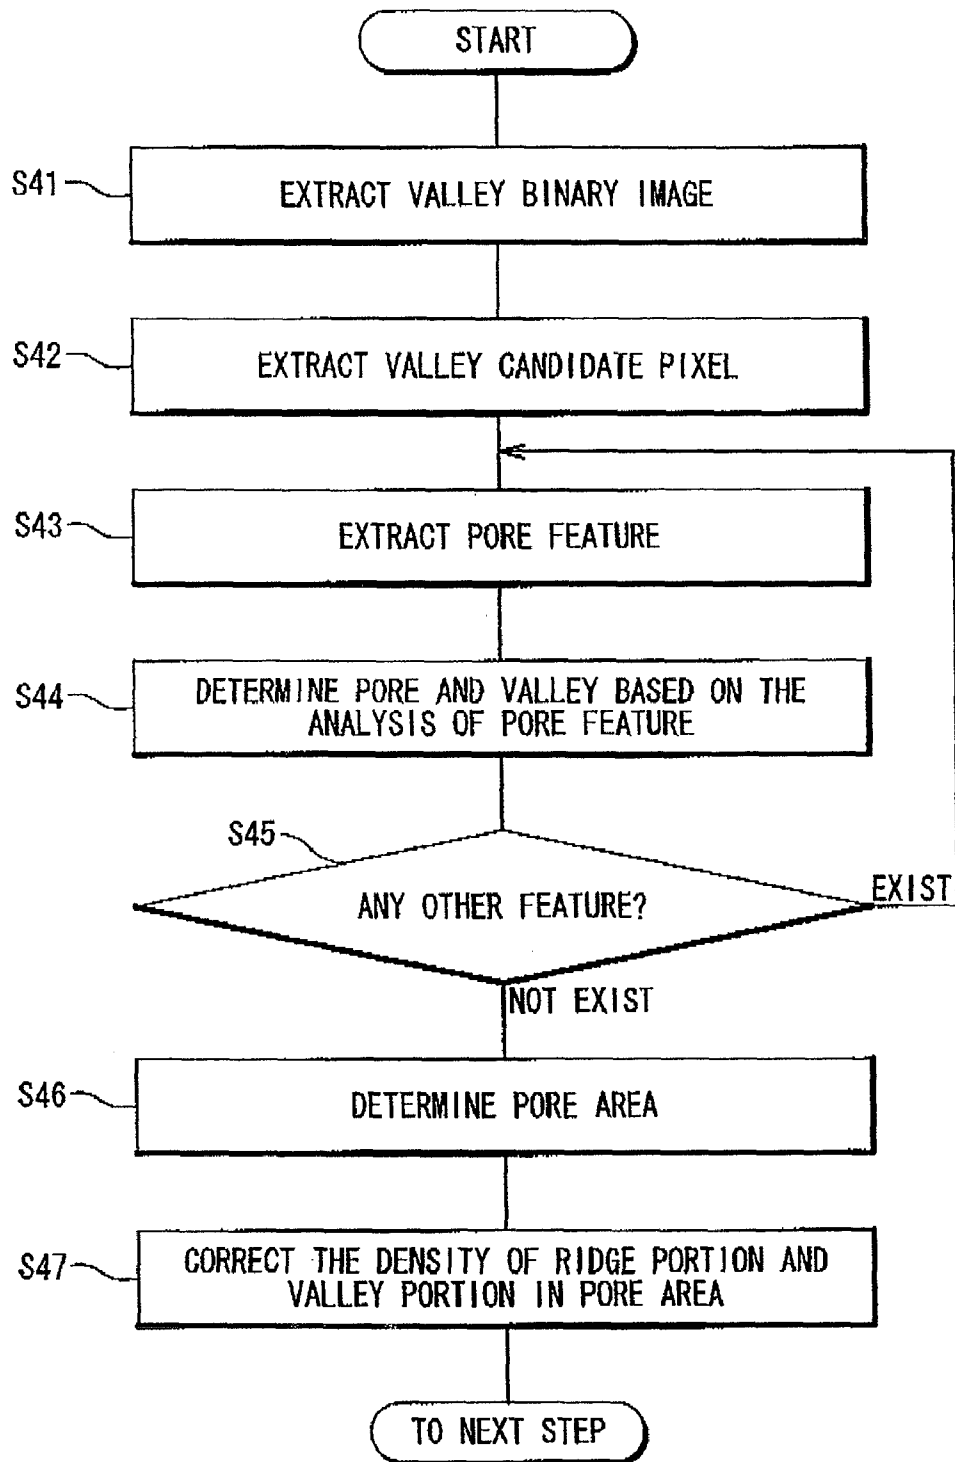 START
S41
EXTRACT VALLEY BINARY IMAGE
S42
EXTRACT VALLEY CANDIDATE PIXEL
S43
EXTRACT PORE FEATURE
S44
DETERMINE PORE AND VALLEY BASED ON THE
ANALYSIS OF PORE FEATURE
S45
ANY OTHER FEATURE?
EXIST
NOT EXIST
S46
DETERMINE PORE AREA
S47
CORRECT THE DENSITY OF RIDGE PORTION AND
VALLEY PORTION IN PORE AREA
TO NEXT STEP